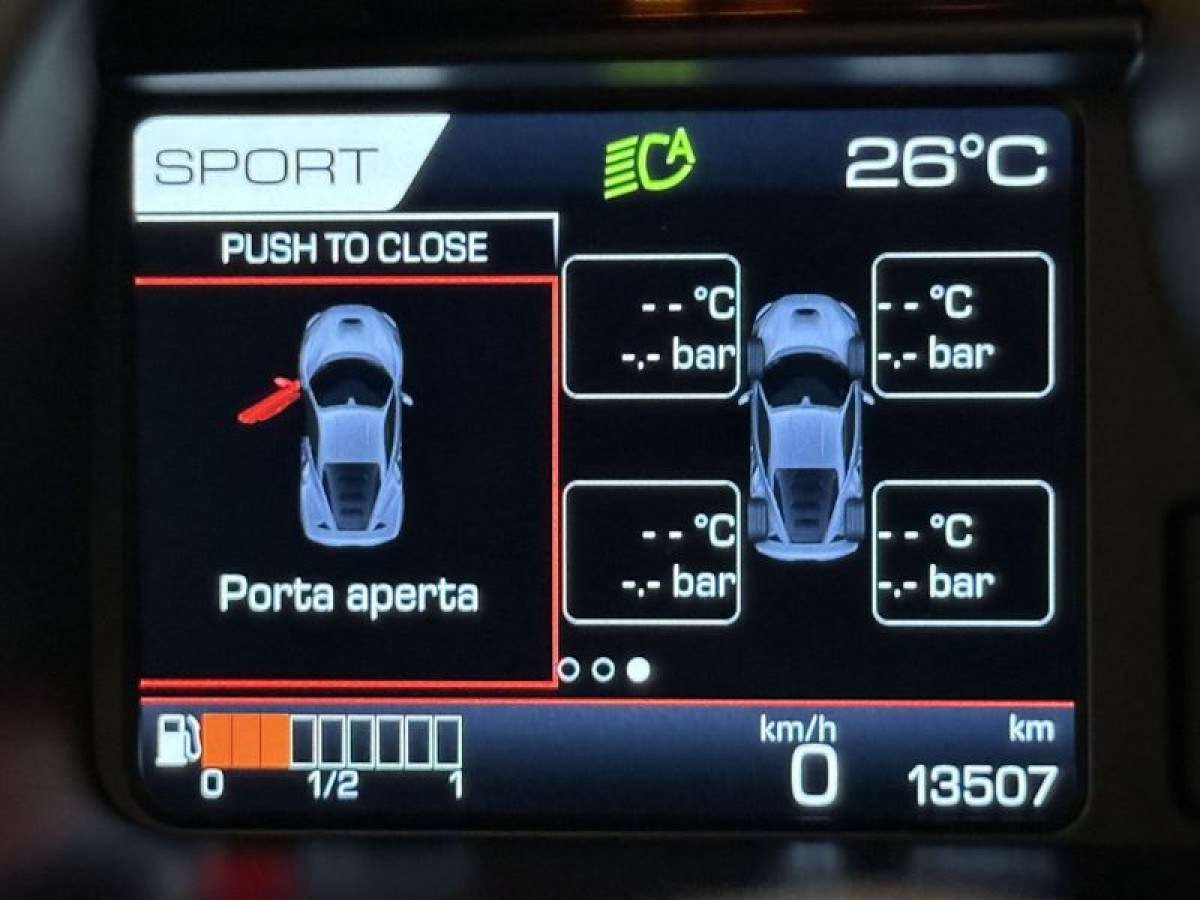 SPORT
A
26°C
PUSH TO CLOSE
-- °C
-.- bar
-- °C
-.- bar
-- °C
-.- bar
-- °C
-.- bar
Porta aperta
0 1/2 1
km/h
0
km
13507